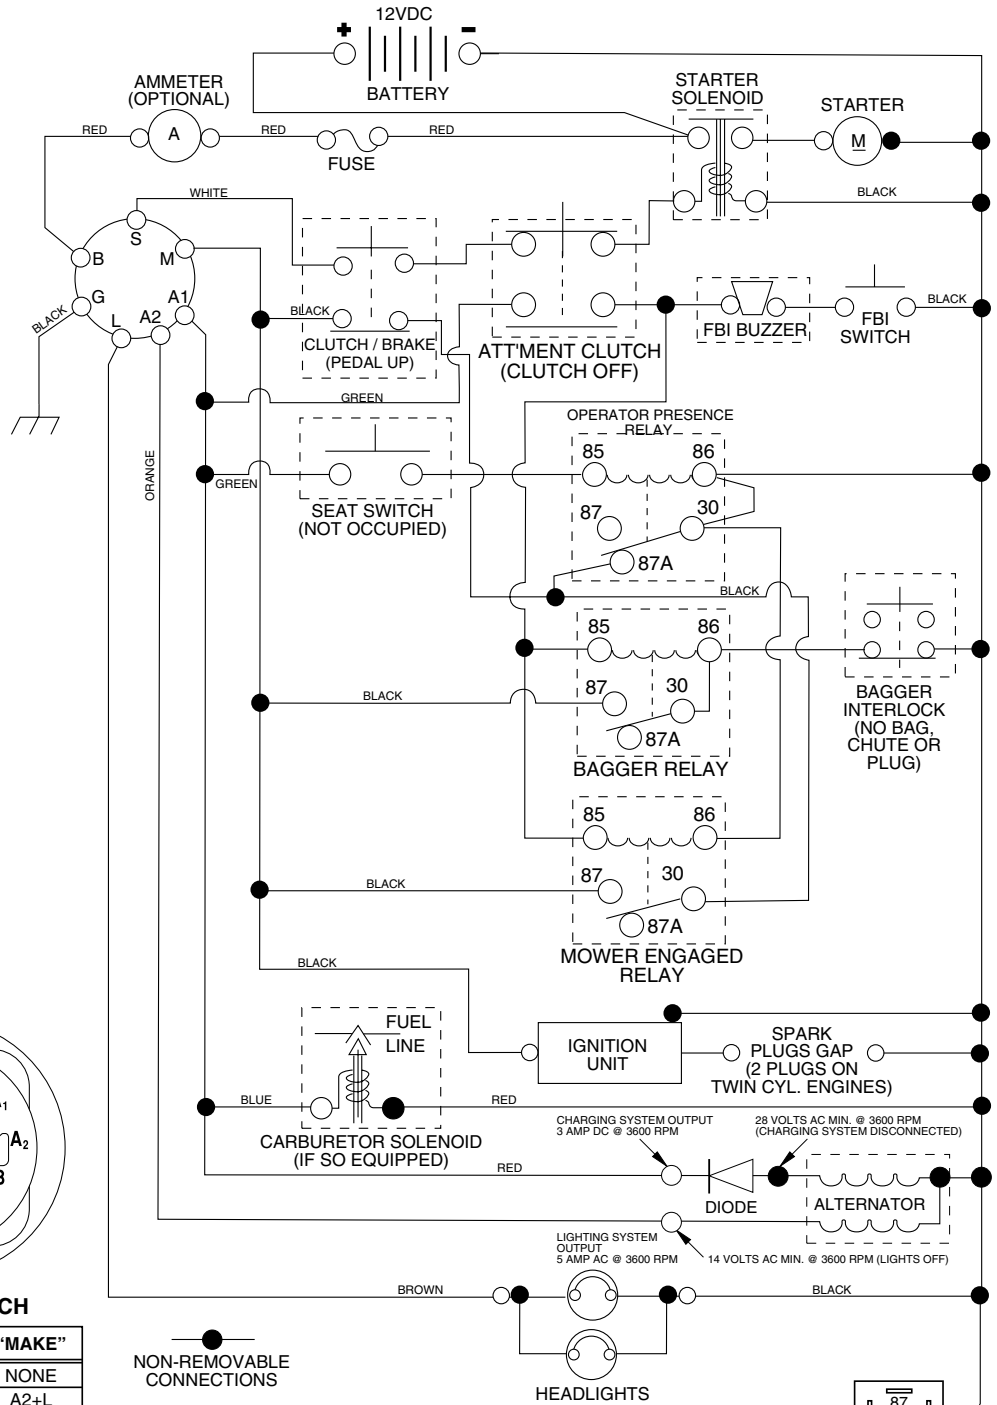 12VDC
+
-
BATTERY
AMMETER
(OPTIONAL)
A
RED
RED
RED
FUSE
STARTER
SOLENOID
STARTER
M
BLACK
WHITE
S
B
M
G
A1
A2
L
BLACK
BLACK
CLUTCH / BRAKE
(PEDAL UP)
ATT'MENT CLUTCH
(CLUTCH OFF)
FBI BUZZER
FBI
SWITCH
BLACK
GREEN
ORANGE
GREEN
SEAT SWITCH
(NOT OCCUPIED)
OPERATOR PRESENCE
RELAY
85
86
87
30
87A
BLACK
85
86
87
30
87A
BLACK
BAGGER RELAY
BAGGER
INTERLOCK
(NO BAG,
CHUTE OR
PLUG)
85
86
87
30
87A
BLACK
MOWER ENGAGED
RELAY
BLACK
FUEL
LINE
IGNITION
UNIT
SPARK
PLUGS GAP
(2 PLUGS ON
TWIN CYL. ENGINES)
BLUE
RED
CARBURETOR SOLENOID
(IF SO EQUIPPED)
CHARGING SYSTEM OUTPUT
3 AMP DC @ 3600 RPM
28 VOLTS AC MIN. @ 3600 RPM
(CHARGING SYSTEM DISCONNECTED)
RED
DIODE
ALTERNATOR
LIGHTING SYSTEM
OUTPUT
5 AMP AC @ 3600 RPM
14 VOLTS AC MIN. @ 3600 RPM (LIGHTS OFF)
BROWN
BLACK
HEADLIGHTS
NON-REMOVABLE
CONNECTIONS
A2
CH
"MAKE"
NONE
A2+L
87